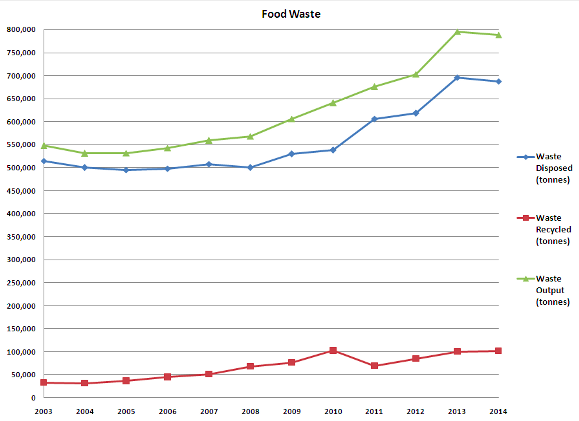 Food Waste
800,000
750,000
700,000
650,000
600,000
550,000
500,000
450,000
400,000
350,000
300,000
250,000
200,000
150,000
100,000
50,000
0
2003 2004 2005 2006 2007 2008 2009 2010 2011 2012 2013 2014
Waste
Disposed
(tonnes)
Waste
Recycled
(tonnes)
Waste
Output
(tonnes)